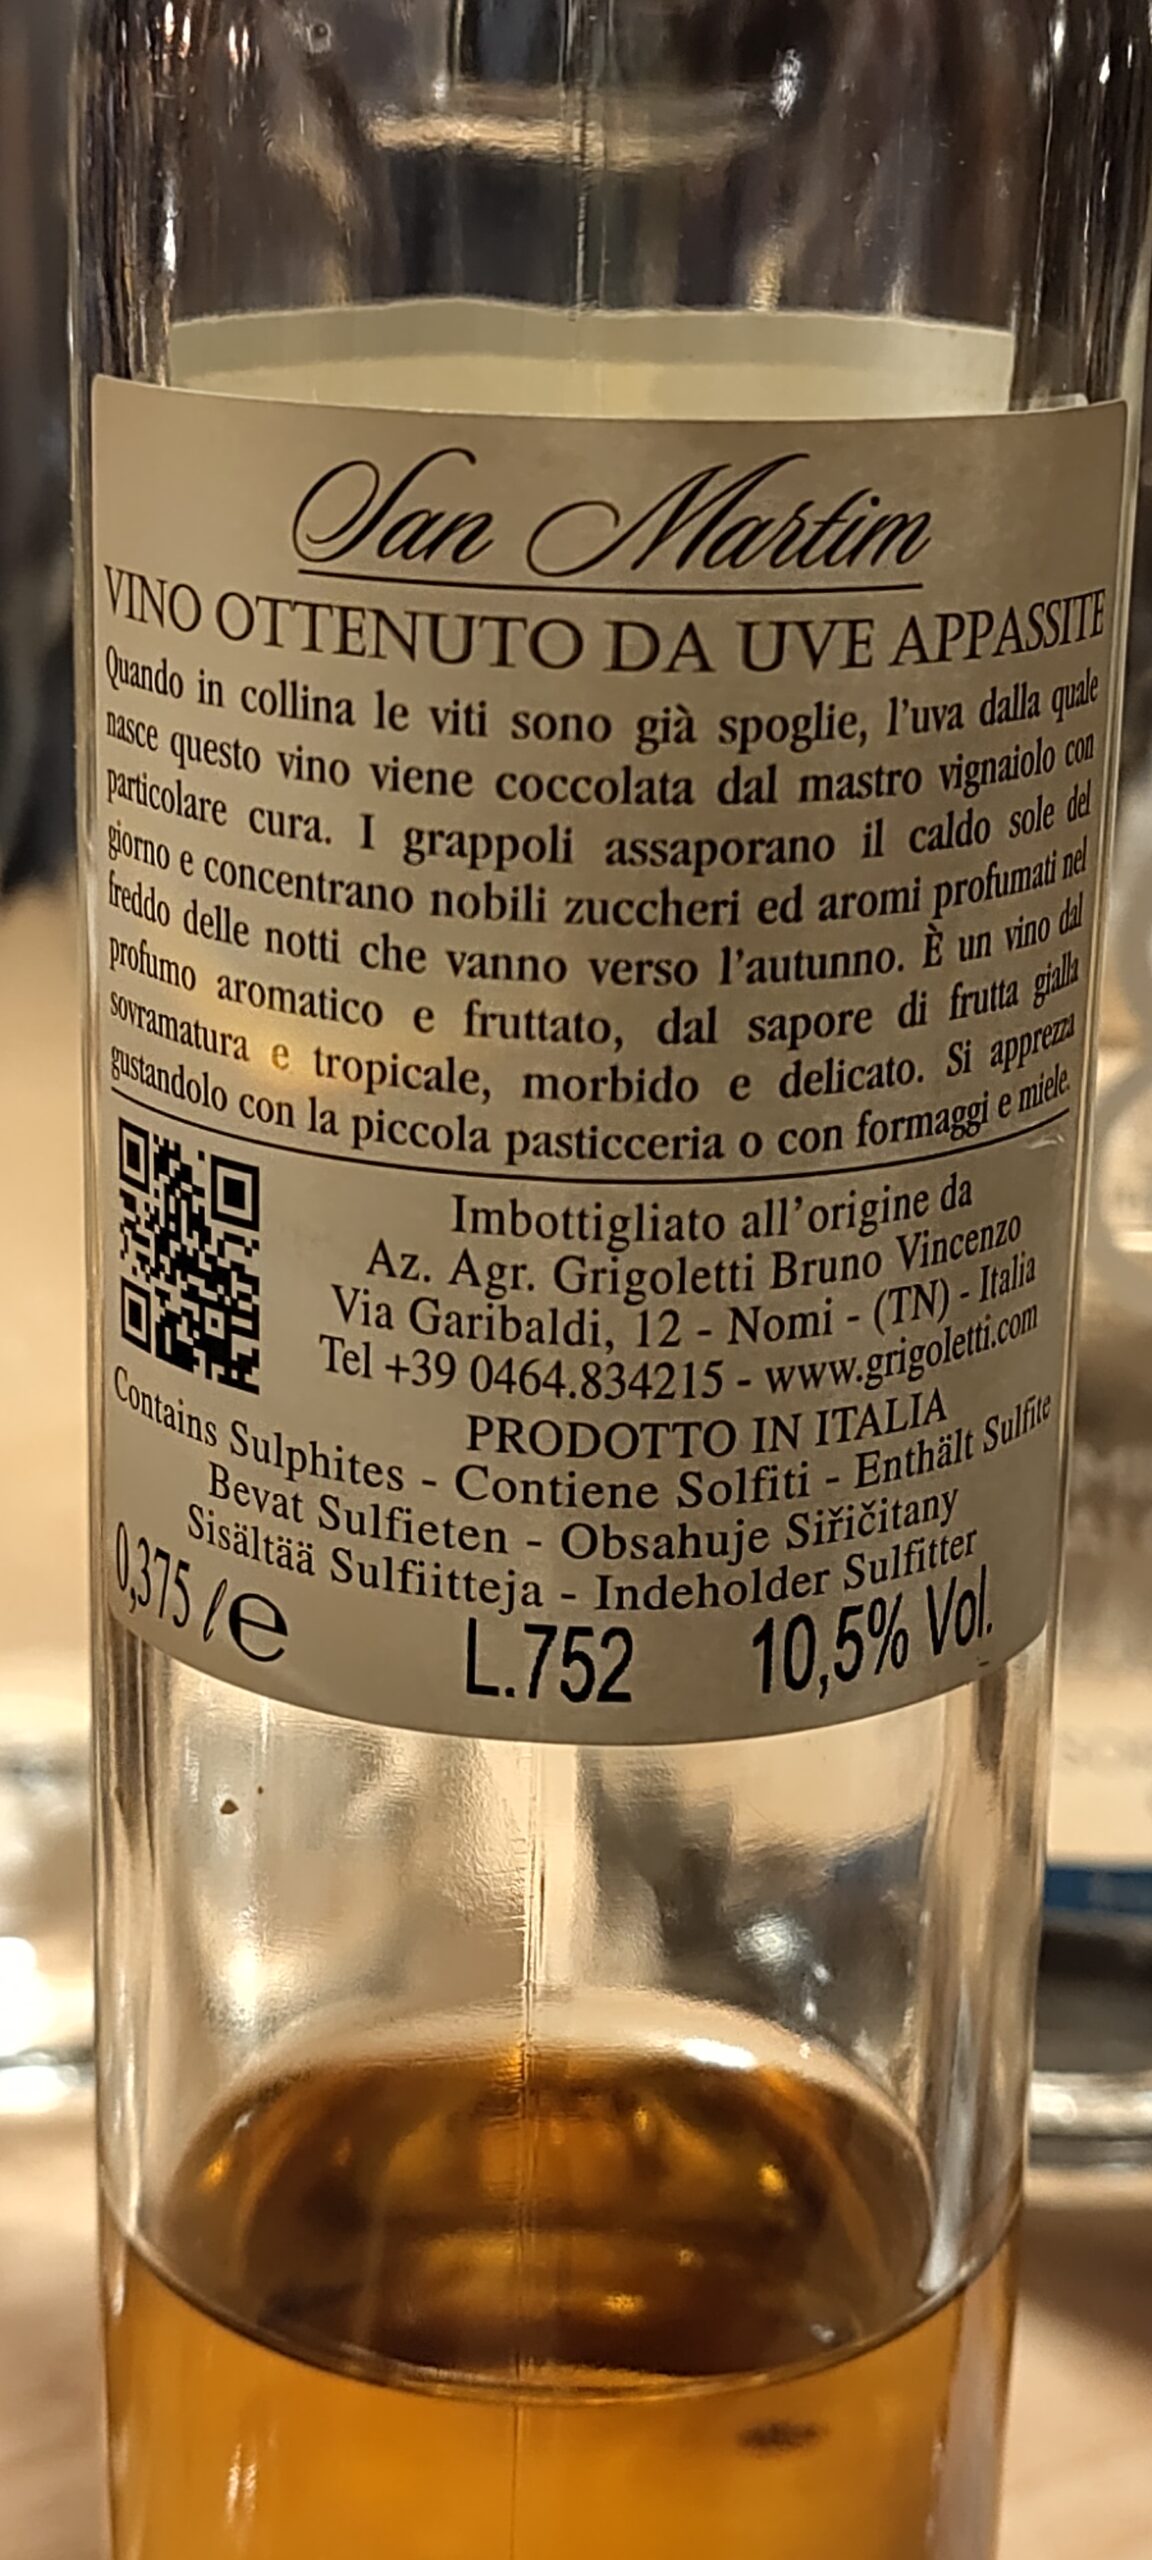 San Martim
VINO OTTENUTO DA UVE APPASSITE
Quando in collina le viti sono già spoglie, l'uva dalla quale
nasce questo vino viene coccolata dal mastro vignaiolo con
particolare cura. I grappoli assaporano il caldo sole del
giorno e concentrano nobili zuccheri ed aromi profumati nel
freddo delle notti che vanno verso l'autunno. È un vino dal
profumo aromatico e fruttato, dal sapore di frutta gialla
sovramatura e tropicale, morbido e delicato. Si apprezza
gustandolo con la piccola pasticceria o con formaggi e miele.
Imbottigliato all'origine da
Az. Agr. Grigoletti Bruno Vincenzo
Via Garibaldi, 12 - Nomi - (TN) - Italia
Tel +39 0464.834215 - www.grigoletti.com
PRODOTTO IN ITALIA
Contains Sulphites - Contiene Solfiti - Enthält Sulfite
Bevat Sulfieten - Obsahuje Siřičitany
Sisältää Sulfiitteja - Indeholder Sulfitter
0,375 ℓ e L.752 10,5% Vol.